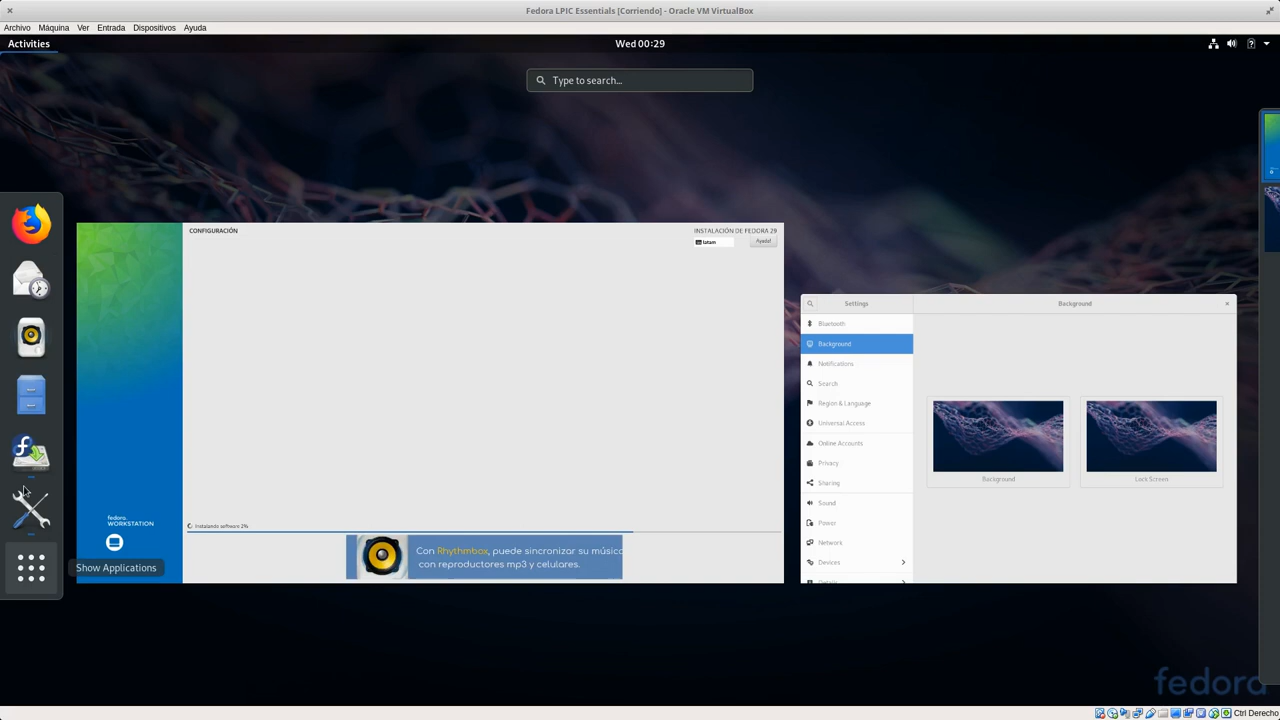 Fedora LPIC Essentials [Corriendo] - Oracle VM VirtualBox
Archivo Máquina Ver Entrada Dispositivos Ayuda
Activities
Wed 00:29
Type to search...
CONFIGURACIÓN
INSTALACIÓN DE FEDORA 29
latam
Ayuda!
fedora
WORKSTATION
Instalando software 2%
Con Rhythmbox, puede sincronizar su música
con reproductores mp3 y celulares.
Show Applications
Settings
Background
Bluetooth
Background
Notifications
Search
Region & Language
Universal Access
Online Accounts
Privacy
Sharing
Sound
Power
Network
Devices
Details
Background
Lock Screen
fedora
Ctrl Derecho